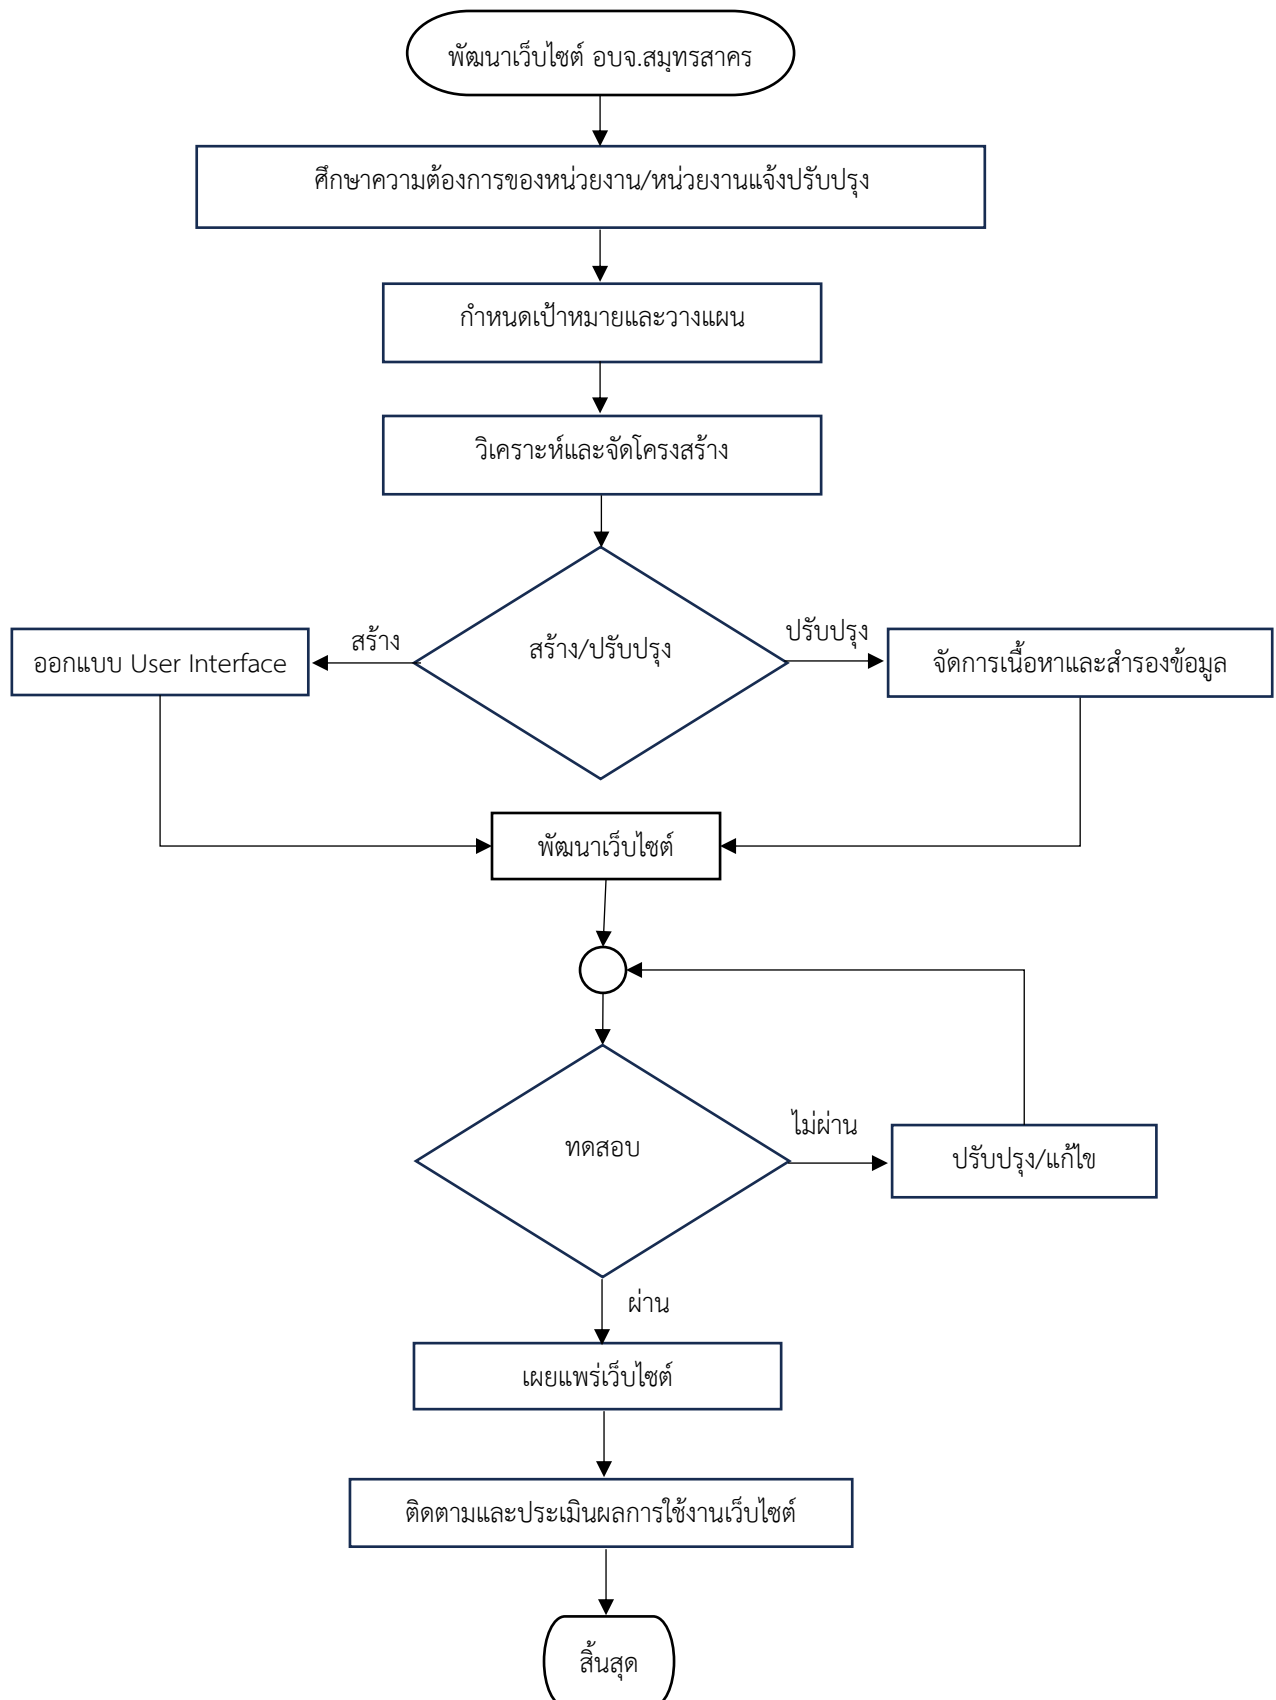 พัฒนาเว็บไซต์ อบจ.สมุทรสาคร
ศึกษาความต้องการของหน่วยงาน/หน่วยงานแจ้งปรับปรุง
กำหนดเป้าหมายและวางแผน
วิเคราะห์และจัดโครงสร้าง
สร้าง/ปรับปรุง
สร้าง
ปรับปรุง
ออกแบบ User Interface
จัดการเนื้อหาและสำรองข้อมูล
พัฒนาเว็บไซต์
ทดสอบ
ไม่ผ่าน
ปรับปรุง/แก้ไข
ผ่าน
เผยแพร่เว็บไซต์
ติดตามและประเมินผลการใช้งานเว็บไซต์
สิ้นสุด